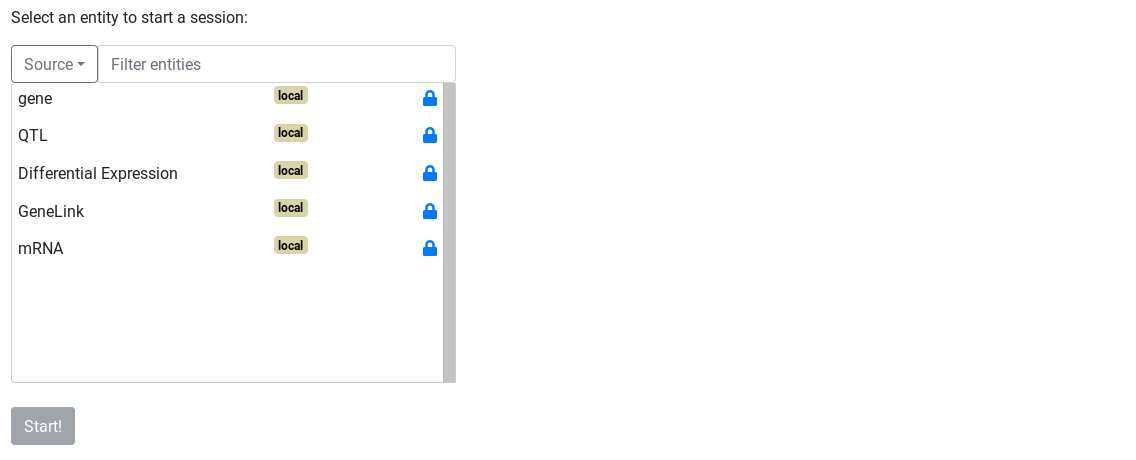 Select an entity to start a session:
Source Filter entities
gene local
QTL local
Differential Expression local
GeneLink local
mRNA local
Start!